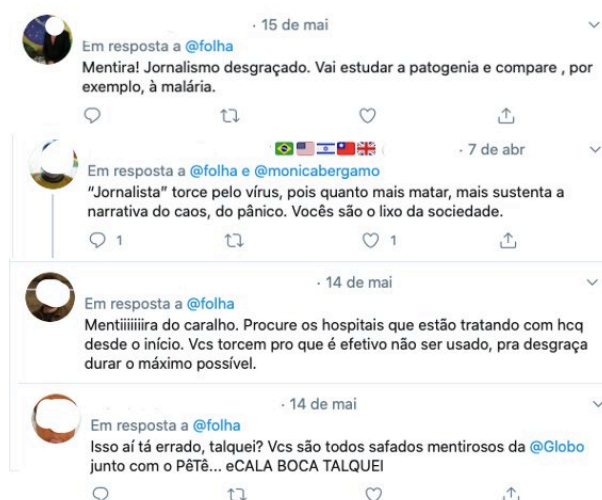 · 15 de mai
Em resposta a @folha
Mentira! Jornalismo desgraçado. Vai estudar a patogenia e compare , por
exemplo, à malária.
· 7 de abr
Em resposta a @folha e @monicabergamo
“Jornalista” torce pelo vírus, pois quanto mais matar, mais sustenta a
narrativa do caos, do pânico. Vocês são o lixo da sociedade.
1 1
· 14 de mai
Em resposta a @folha
Mentiiiiiiira do caralho. Procure os hospitais que estão tratando com hcq
desde o início. Vcs torcem pro que é efetivo não ser usado, pra desgraça
durar o máximo possível.
· 14 de mai
Em resposta a @folha
Isso aí tá errado, talquei? Vcs são todos safados mentirosos da @Globo
junto com o PêTê... eCALA BOCA TALQUEI